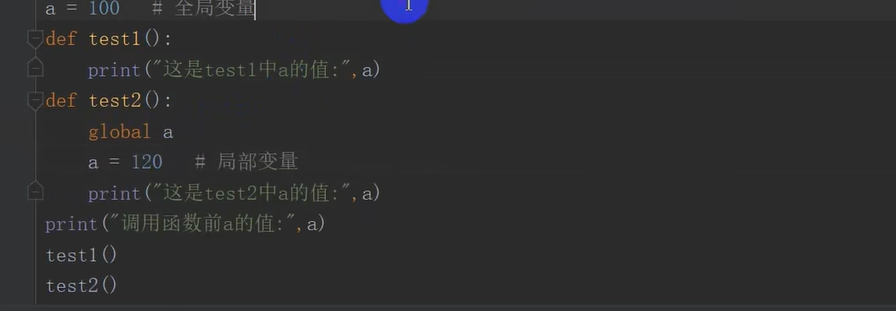 a = 100   # 全局变量
def test1():
    print("这是test1中a的值:",a)
def test2():
    global a
    a = 120   # 局部变量
    print("这是test2中a的值:",a)
print("调用函数前a的值:",a)
test1()
test2()